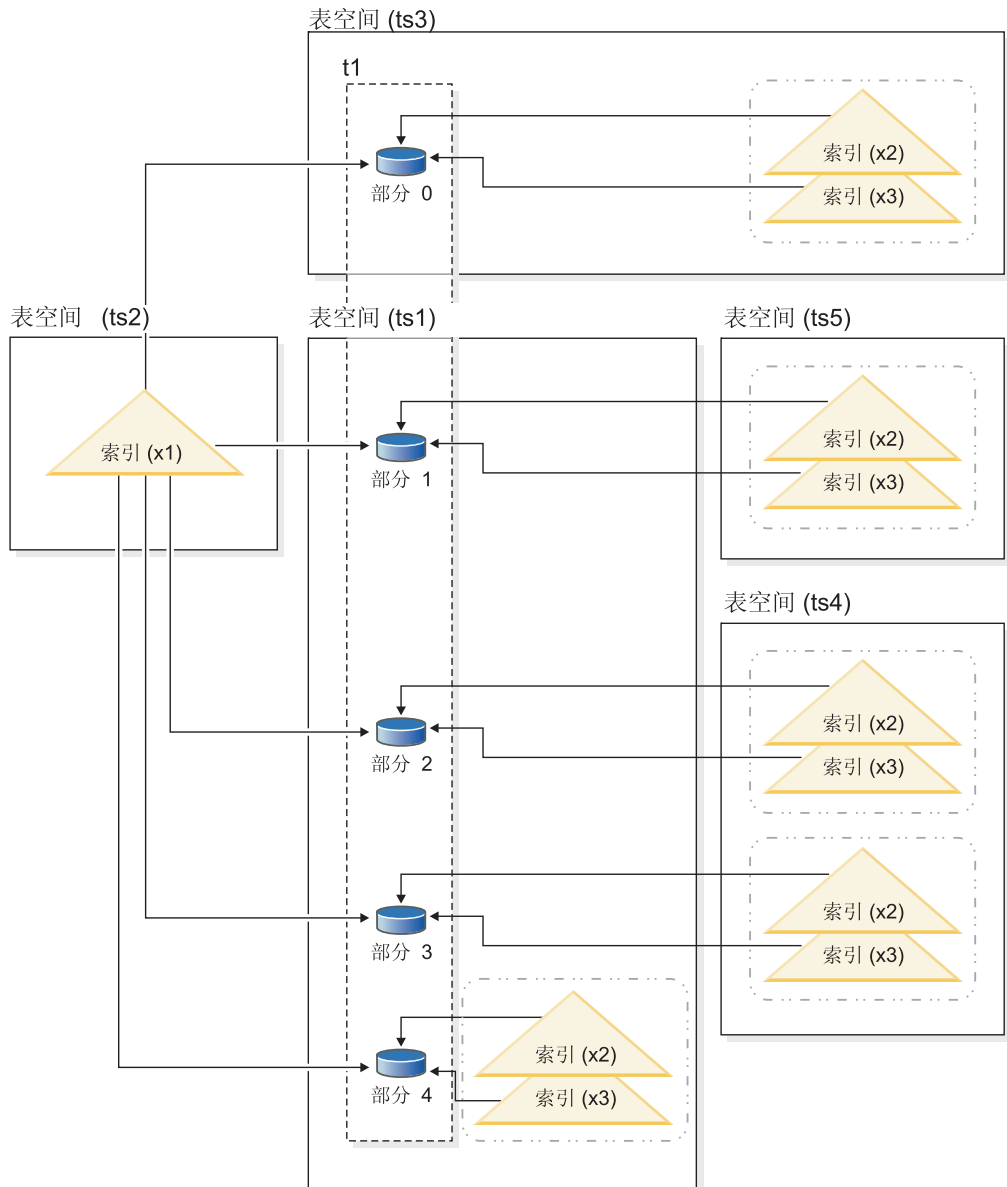 表空间 (ts3)
t1
部分 0
索引 (x2)
索引 (x3)
表空间 (ts2)
索引 (x1)
表空间 (ts1)
部分 1
表空间 (ts5)
索引 (x2)
索引 (x3)
表空间 (ts4)
部分 2
索引 (x2)
索引 (x3)
部分 3
索引 (x2)
索引 (x3)
部分 4
索引 (x2)
索引 (x3)